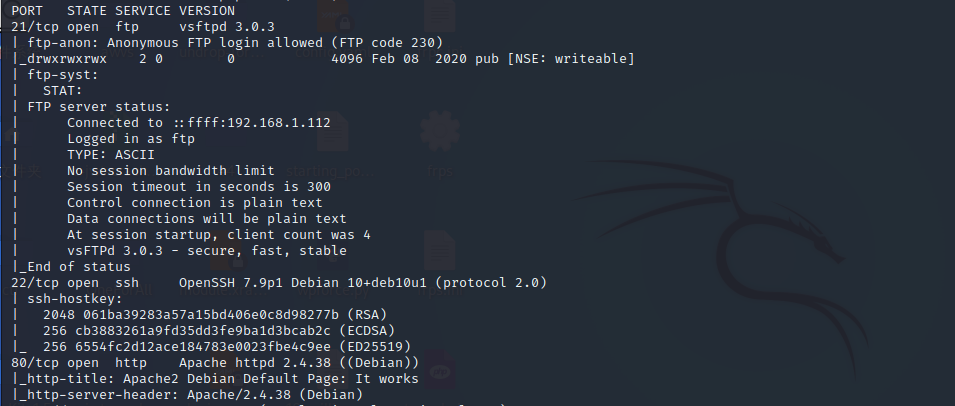 PORT   STATE SERVICE VERSION
21/tcp open  ftp     vsftpd 3.0.3
| ftp-anon: Anonymous FTP login allowed (FTP code 230)
|_drwxrwxrwx    2 0        0            4096 Feb 08  2020 pub [NSE: writeable]
| ftp-syst:
|   STAT:
| FTP server status:
|      Connected to ::ffff:192.168.1.112
|      Logged in as ftp
|      TYPE: ASCII
|      No session bandwidth limit
|      Session timeout in seconds is 300
|      Control connection is plain text
|      Data connections will be plain text
|      At session startup, client count was 4
|      vsFTPd 3.0.3 - secure, fast, stable
|_End of status
22/tcp open  ssh     OpenSSH 7.9p1 Debian 10+deb10u1 (protocol 2.0)
| ssh-hostkey:
|   2048 061ba39283a57a15bd406e0c8d98277b (RSA)
|   256 cb3883261a9fd35dd3fe9ba1d3bcab2c (ECDSA)
|_  256 6554fc2d12ace184783e0023fbe4c9ee (ED25519)
80/tcp open  http    Apache httpd 2.4.38 ((Debian))
|_http-title: Apache2 Debian Default Page: It works
|_http-server-header: Apache/2.4.38 (Debian)